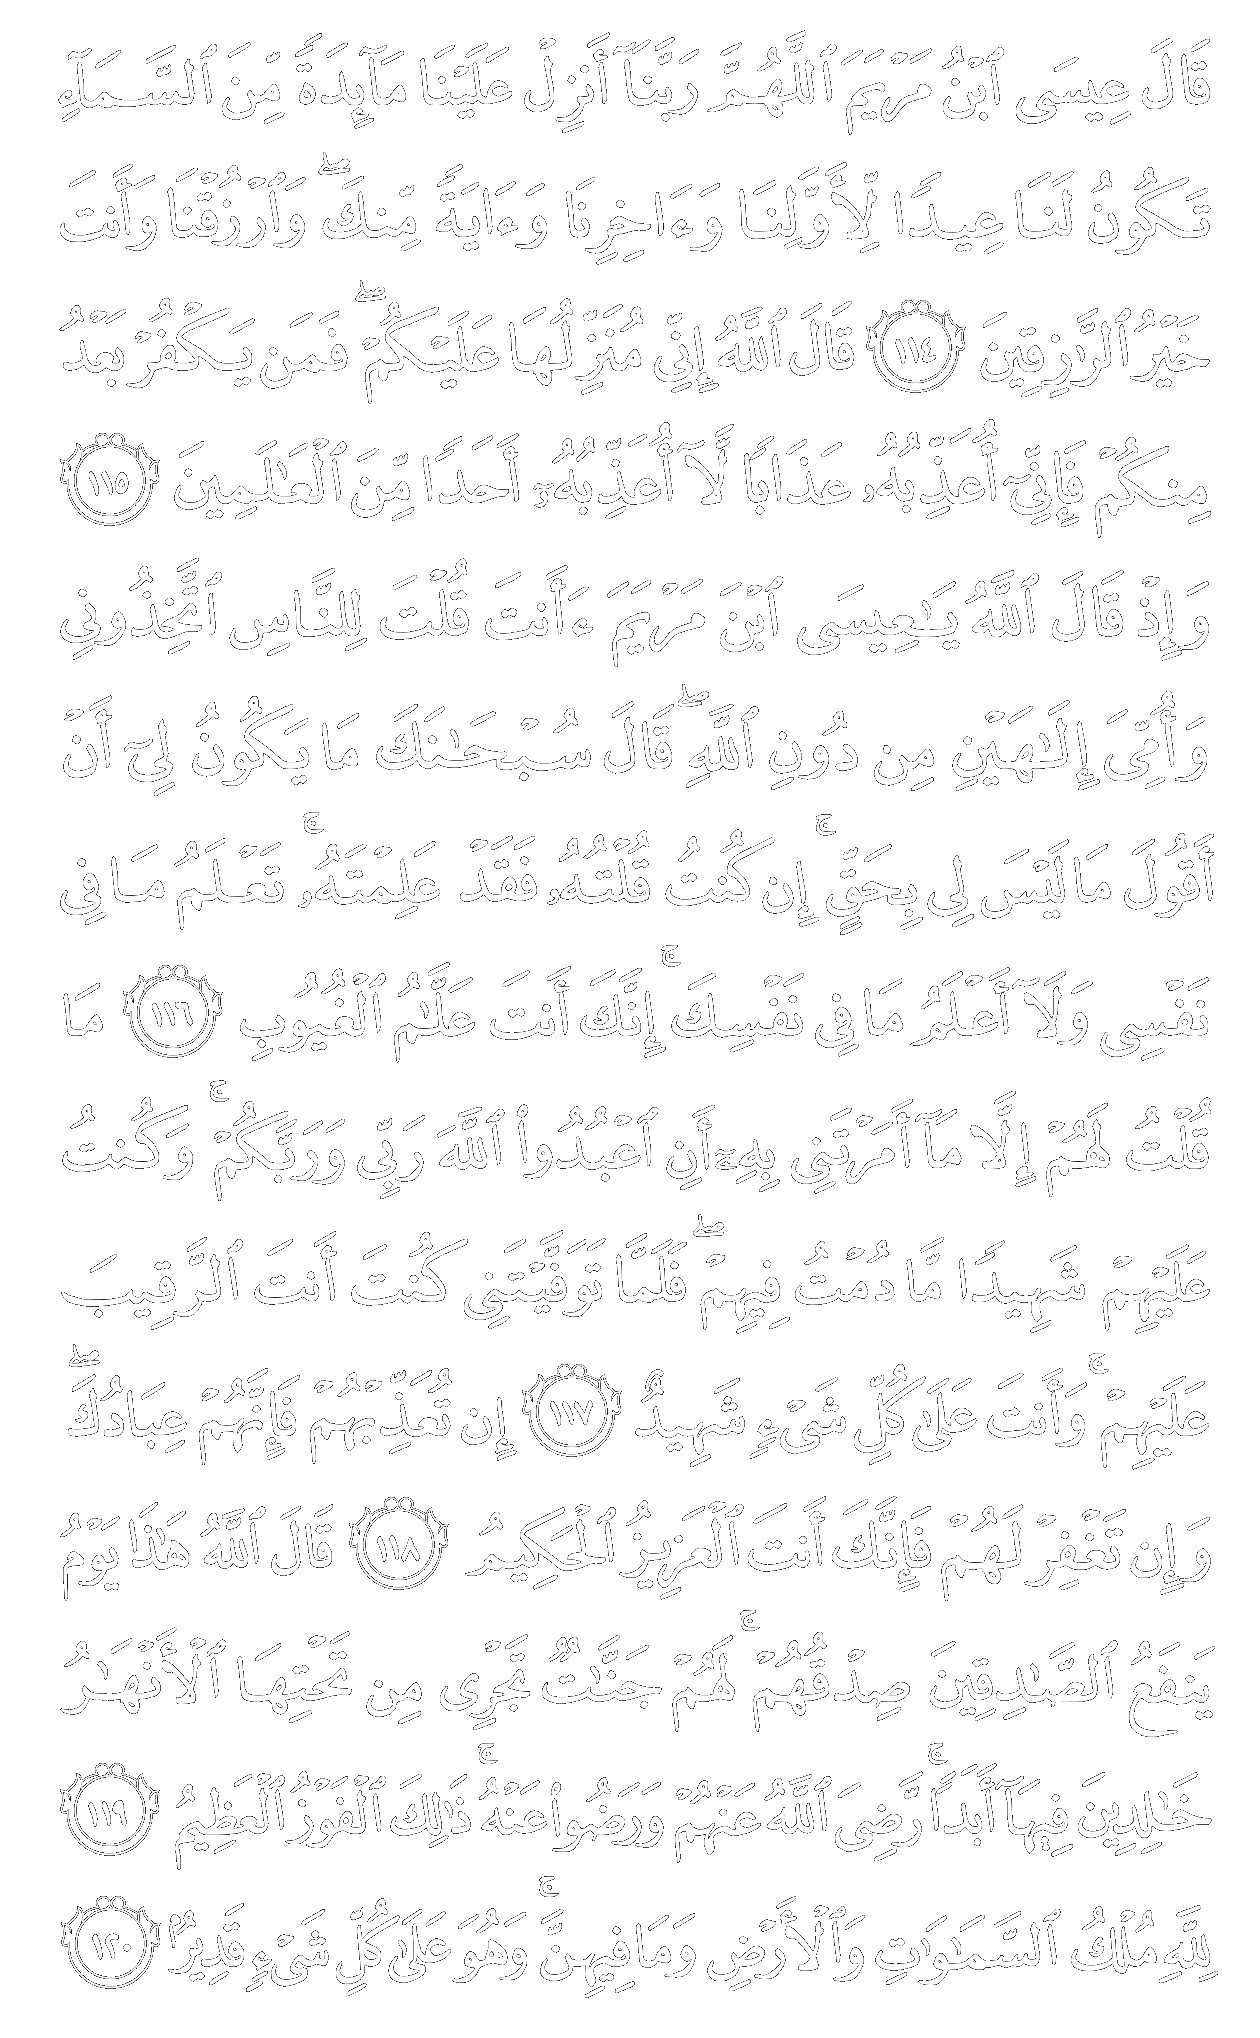 قَالَ عِيسَى ٱبْنُ مَرْيَمَ ٱللَّهُمَّ رَبَّنَآ أَنزِلْ عَلَيْنَا مَآئِدَةً مِّنَ ٱلسَّمَآءِ
تَكُونُ لَنَا عِيدًا لِّأَوَّلِنَا وَءَاخِرِنَا وَءَايَةً مِّنكَ ۖ وَٱرْزُقْنَا وَأَنتَ
خَيْرُ ٱلرَّٰزِقِينَ ١١٤ قَالَ ٱللَّهُ إِنِّي مُنَزِّلُهَا عَلَيْكُمْ ۖ فَمَن يَكْفُرْ بَعْدُ
مِنكُمْ فَإِنِّيٓ أُعَذِّبُهُۥ عَذَابًا لَّآ أُعَذِّبُهُۥٓ أَحَدًا مِّنَ ٱلْعَٰلَمِينَ ١١٥
وَإِذْ قَالَ ٱللَّهُ يَٰعِيسَى ٱبْنَ مَرْيَمَ ءَأَنتَ قُلْتَ لِلنَّاسِ ٱتَّخِذُونِي
وَأُمِّيَ إِلَٰهَيْنِ مِن دُونِ ٱللَّهِ ۖ قَالَ سُبْحَٰنَكَ مَا يَكُونُ لِيٓ أَنْ
أَقُولَ مَا لَيْسَ لِي بِحَقٍّ ۚ إِن كُنتُ قُلْتُهُۥ فَقَدْ عَلِمْتَهُۥ ۚ تَعْلَمُ مَا فِي
نَفْسِي وَلَآ أَعْلَمُ مَا فِي نَفْسِكَ ۚ إِنَّكَ أَنتَ عَلَّٰمُ ٱلْغُيُوبِ ١١٦ مَا
قُلْتُ لَهُمْ إِلَّا مَآ أَمَرْتَنِي بِهِۦٓ أَنِ ٱعْبُدُوا۟ ٱللَّهَ رَبِّي وَرَبَّكُمْ ۚ وَكُنتُ
عَلَيْهِمْ شَهِيدًا مَّا دُمْتُ فِيهِمْ ۖ فَلَمَّا تَوَفَّيْتَنِي كُنتَ أَنتَ ٱلرَّقِيبَ
عَلَيْهِمْ ۚ وَأَنتَ عَلَىٰ كُلِّ شَيْءٍ شَهِيدٌ ١١٧ إِن تُعَذِّبْهُمْ فَإِنَّهُمْ عِبَادُكَ ۖ
وَإِن تَغْفِرْ لَهُمْ فَإِنَّكَ أَنتَ ٱلْعَزِيزُ ٱلْحَكِيمُ ١١٨ قَالَ ٱللَّهُ هَٰذَا يَوْمُ
يَنفَعُ ٱلصَّٰدِقِينَ صِدْقُهُمْ ۚ لَهُمْ جَنَّٰتٌ تَجْرِي مِن تَحْتِهَا ٱلْأَنْهَٰرُ
خَٰلِدِينَ فِيهَآ أَبَدًا ۚ رَّضِيَ ٱللَّهُ عَنْهُمْ وَرَضُوا۟ عَنْهُ ۚ ذَٰلِكَ ٱلْفَوْزُ ٱلْعَظِيمُ ١١٩
لِلَّهِ مُلْكُ ٱلسَّمَٰوَٰتِ وَٱلْأَرْضِ وَمَا فِيهِنَّ ۚ وَهُوَ عَلَىٰ كُلِّ شَيْءٍ قَدِيرٌۢ ١٢٠